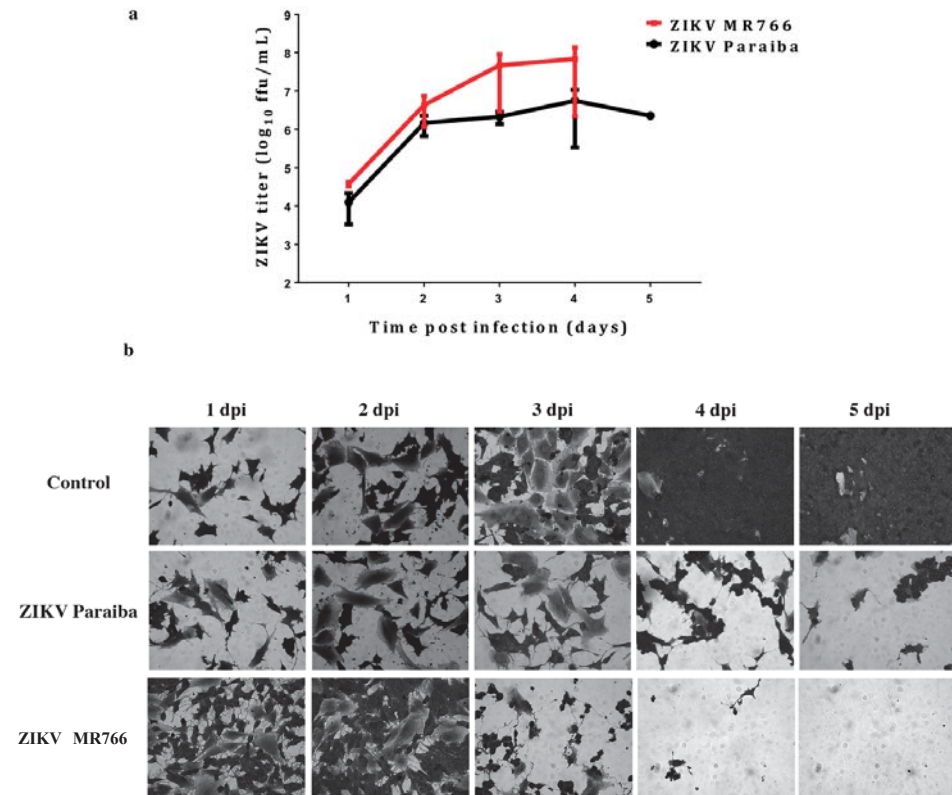 a
ZIKV MR766
ZIKV Paraiba
ZIKV titer (log10 ffu/mL)
9
8
7
6
5
4
3
2
1 2 3 4 5
Time post infection (days)
b
1 dpi 2 dpi 3 dpi 4 dpi 5 dpi
Control
ZIKV Paraiba
ZIKV MR766